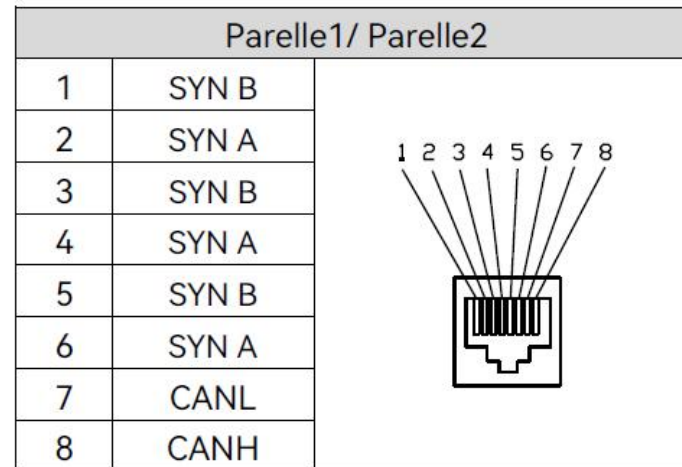 Parelle1/ Parelle2
1 SYN B
2 SYN A
3 SYN B
4 SYN A
5 SYN B
6 SYN A
7 CANL
8 CANH
1 2 3 4 5 6 7 8